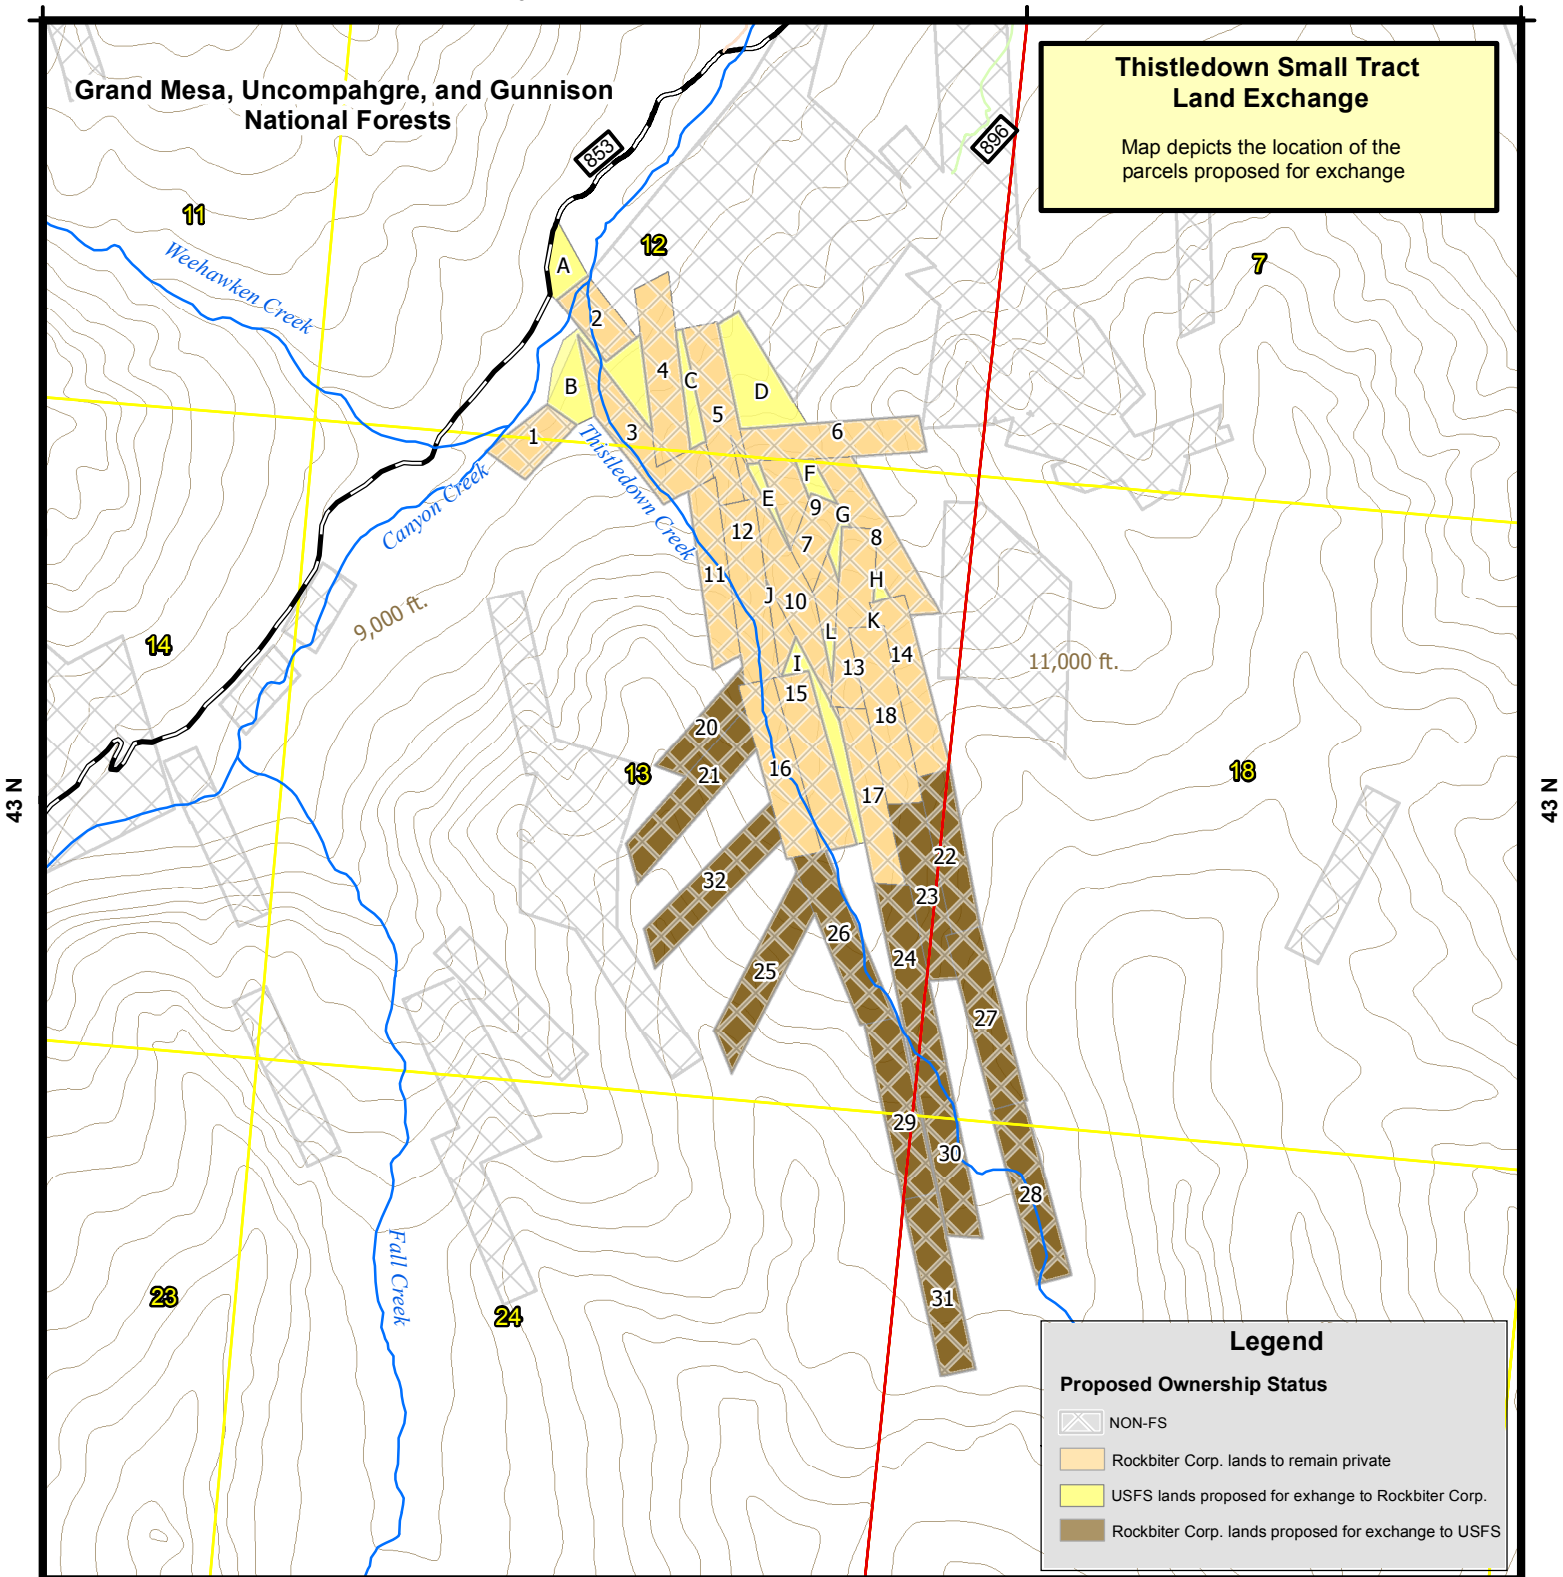 Grand Mesa, Uncompahgre, and Gunnison
National Forests
Thistledown Small Tract
Land Exchange
Map depicts the location of the
parcels proposed for exchange
853
896
11
12
7
Weehawken Creek
A
2
4
C
D
B
5
1
3
6
Thistledown Creek
Canyon Creek
F
E
9
G
12
7
8
11
H
J
10
K
9,000 ft.
L
14
I
13
14
11,000 ft.
15
18
20
13
21
16
18
17
43 N
43 N
22
32
23
26
24
25
27
29
30
28
Fall Creek
23
24
31
Legend
Proposed Ownership Status
NON-FS
Rockbiter Corp. lands to remain private
USFS lands proposed for exhange to Rockbiter Corp.
Rockbiter Corp. lands proposed for exchange to USFS